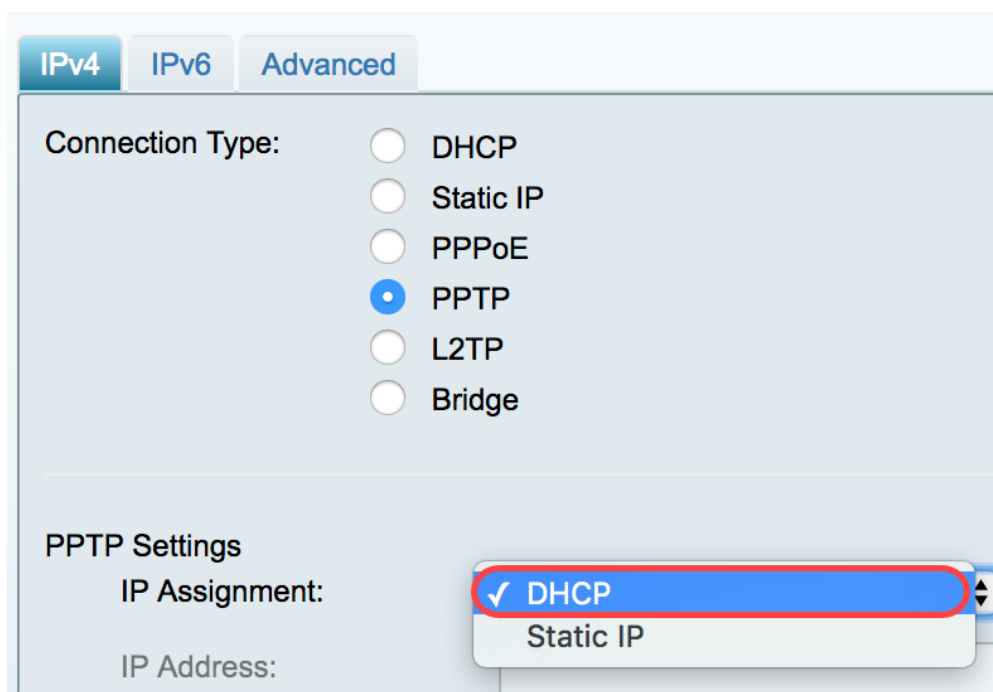 IPv4 IPv6 Advanced
Connection Type: DHCP
Static IP
PPPoE
PPTP
L2TP
Bridge
PPTP Settings
IP Assignment: ✓ DHCP
Static IP
IP Address: